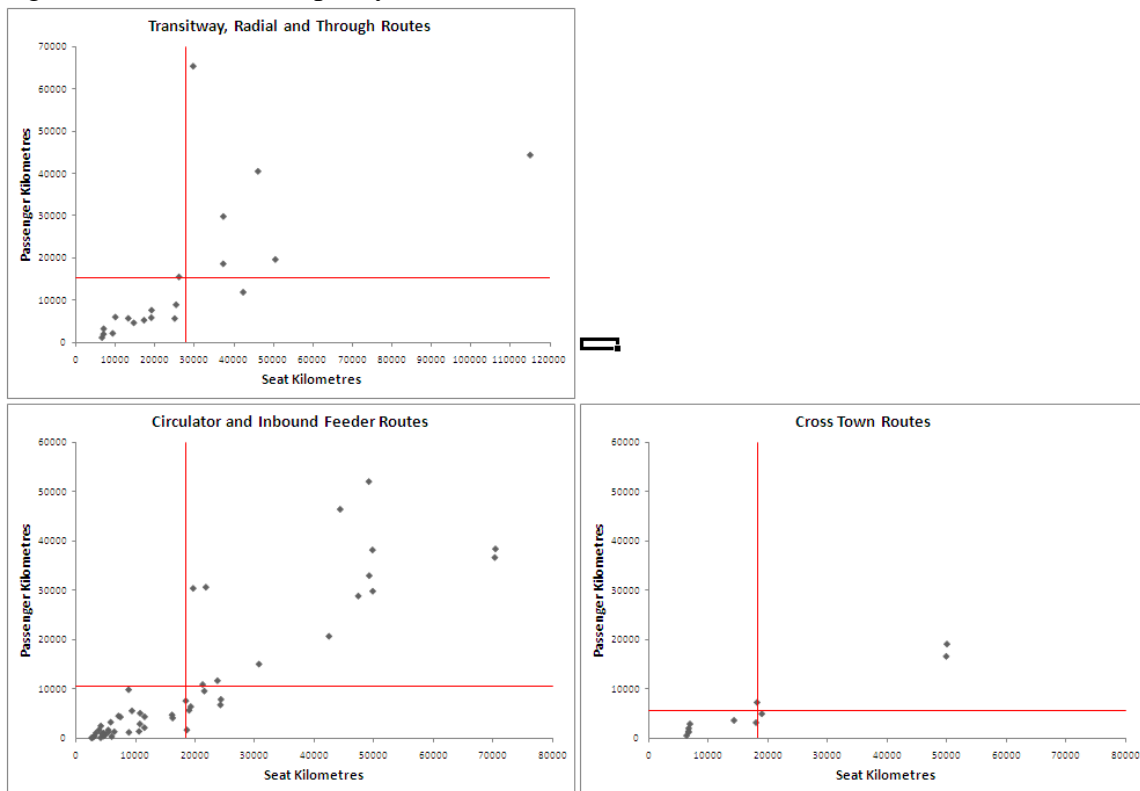 Transitway, Radial and Through Routes
Passenger Kilometres
70000
60000
50000
40000
30000
20000
10000
0
0 10000 20000 30000 40000 50000 60000 70000 80000 90000 100000 110000 120000
Seat Kilometres
Circulator and Inbound Feeder Routes
Passenger Kilometres
60000
50000
40000
30000
20000
10000
0
0 10000 20000 30000 40000 50000 60000 70000 80000
Seat Kilometres
Cross Town Routes
Passenger Kilometres
60000
50000
40000
30000
20000
10000
0
0 10000 20000 30000 40000 50000 60000 70000 80000
Seat Kilometres